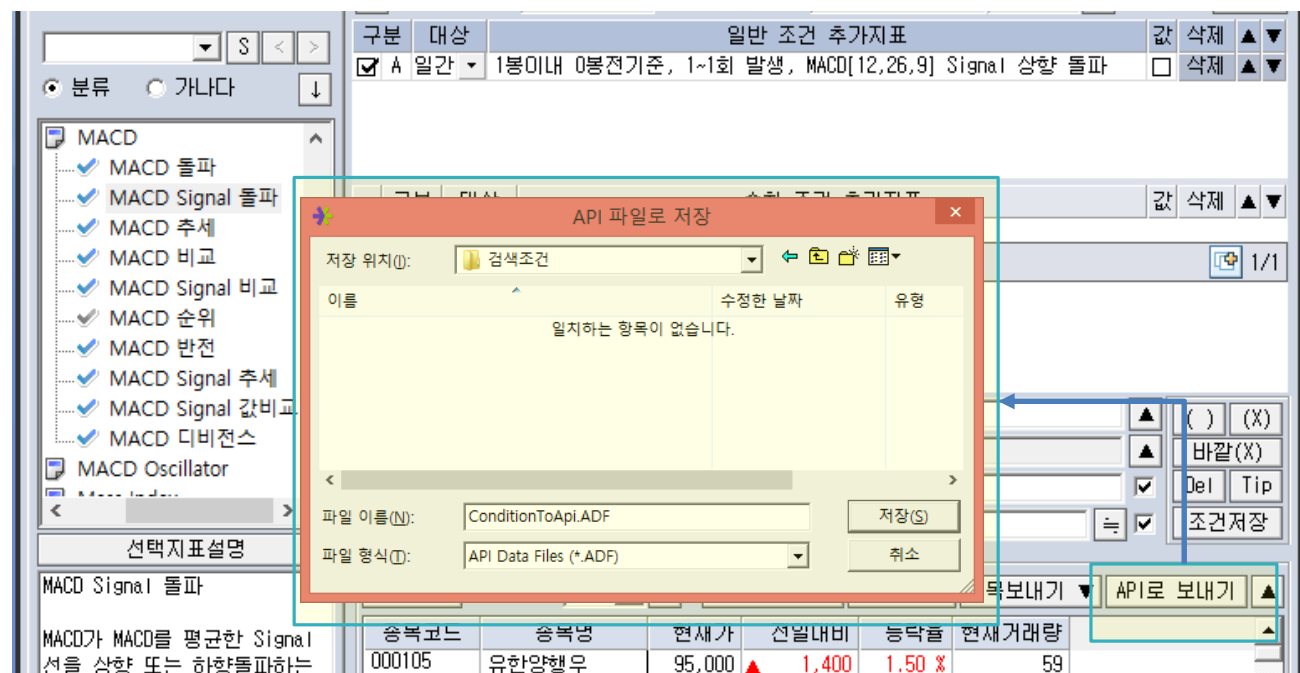 구분 대상 일반 조건 추가지표 값 삭제 ▲ ▼
A 일간 1봉이내 0봉전기준, 1~1회 발생, MACD[12,26,9] Signal 상향 돌파 삭제 ▲ ▼
S < >
분류 가나다 ↓
MACD
MACD 돌파
MACD Signal 돌파
MACD 추세
MACD 비교
MACD Signal 비교
MACD 순위
MACD 반전
MACD Signal 추세
MACD Signal 값비교
MACD 디비전스
MACD Oscillator
선택지표설명
MACD Signal 돌파
MACD가 MACD를 평균한 Signal
선을 상향 또는 하향돌파하는
값 삭제 ▲ ▼
1/1
API 파일로 저장
저장 위치(I): 검색조건
이름 수정한 날짜 유형
일치하는 항목이 없습니다.
파일 이름(N): ConditionToApi.ADF 저장(S)
파일 형식(T): API Data Files (*.ADF) 취소
▲ ( ) (X)
▲ 바깥(X)
Del Tip
조건저장
목보내기 ▼ API로 보내기 ▲
종목코드 종목명 현재가 전일대비 등락율 현재거래량
000105 유한양행우 95,000 ▲ 1,400 1.50 % 59